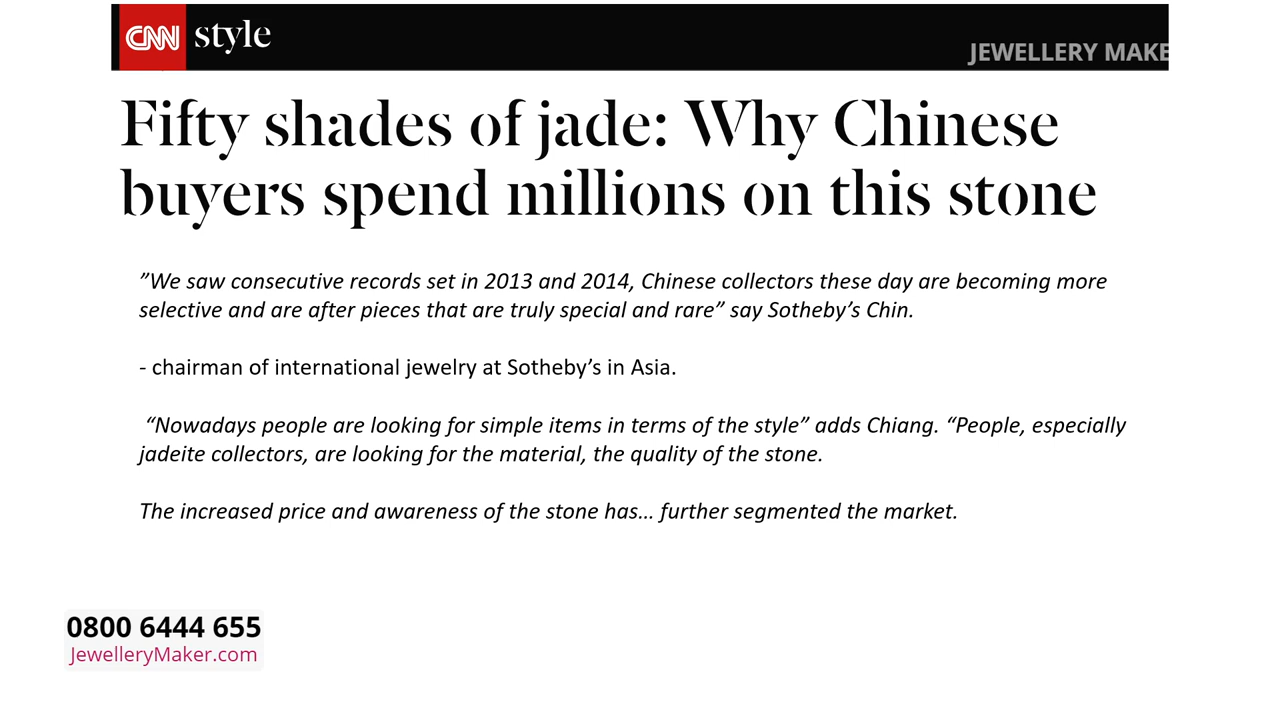 CNN style
JEWELLERY MAKE
Fifty shades of jade: Why Chinese
buyers spend millions on this stone
”We saw consecutive records set in 2013 and 2014, Chinese collectors these day are becoming more
selective and are after pieces that are truly special and rare” say Sotheby’s Chin.
- chairman of international jewelry at Sotheby’s in Asia.
“Nowadays people are looking for simple items in terms of the style” adds Chiang. “People, especially
jadeite collectors, are looking for the material, the quality of the stone.
The increased price and awareness of the stone has... further segmented the market.
0800 6444 655
JewelleryMaker.com